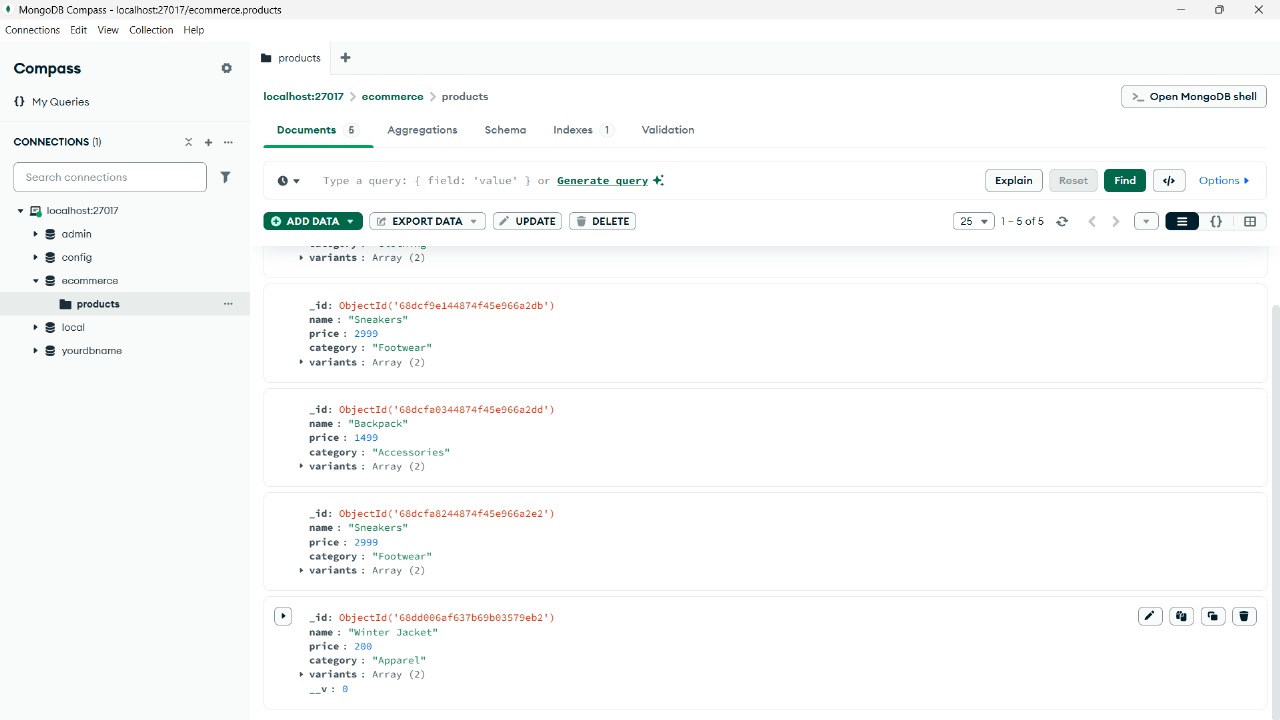 MongoDB Compass - localhost:27017/ecommerce.products
Connections Edit View Collection Help
Compass
{} My Queries
CONNECTIONS (1)
Search connections
localhost:27017
admin
config
ecommerce
products
local
yourdbname
products
localhost:27017 > ecommerce > products
>_ Open MongoDB shell
Documents 5 Aggregations Schema Indexes 1 Validation
Type a query: { field: 'value' } or Generate query
Explain Reset Find </> Options
ADD DATA EXPORT DATA UPDATE DELETE
25 1 – 5 of 5 {}
variants : Array (2)
_id: ObjectId('68dcf9e144874f45e966a2db')
name : "Sneakers"
price : 2999
category : "Footwear"
variants : Array (2)
_id: ObjectId('68dcfa0344874f45e966a2dd')
name : "Backpack"
price : 1499
category : "Accessories"
variants : Array (2)
_id: ObjectId('68dcfa8244874f45e966a2e2')
name : "Sneakers"
price : 2999
category : "Footwear"
variants : Array (2)
_id: ObjectId('68dd006af637b69b03579eb2')
name : "Winter Jacket"
price : 200
category : "Apparel"
variants : Array (2)
__v : 0